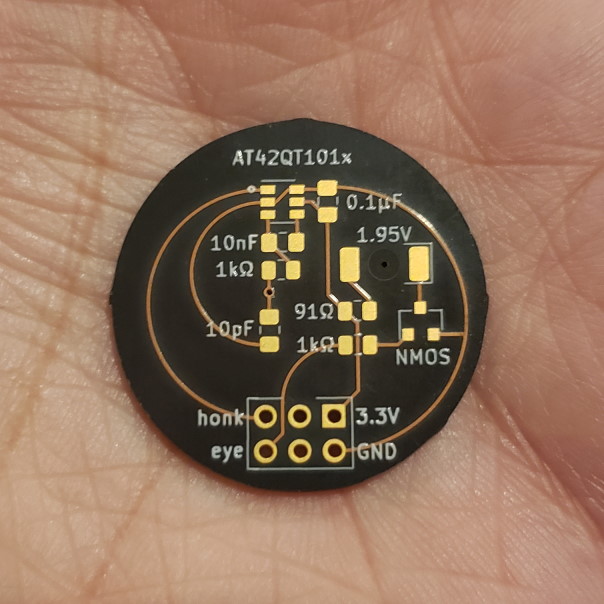 AT42QT101x
0.1µF
1.95V
10nF
1kΩ
91Ω
10pF
1kΩ
NMOS
honk
3.3V
eye
GND